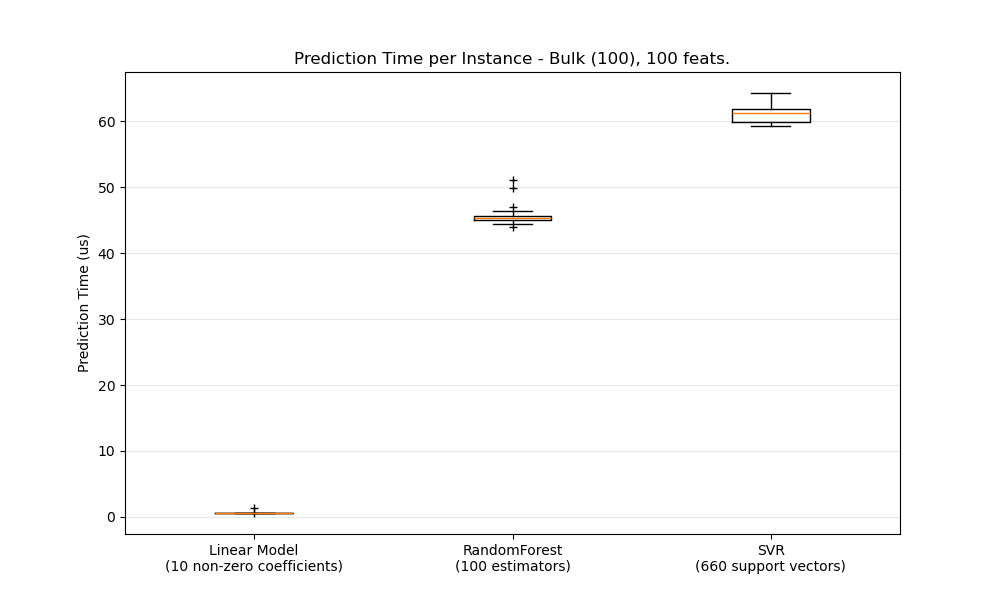 Prediction Time per Instance - Bulk (100), 100 feats.
Prediction Time (us)
60
50
40
30
20
10
0
Linear Model
(10 non-zero coefficients)
RandomForest
(100 estimators)
SVR
(660 support vectors)